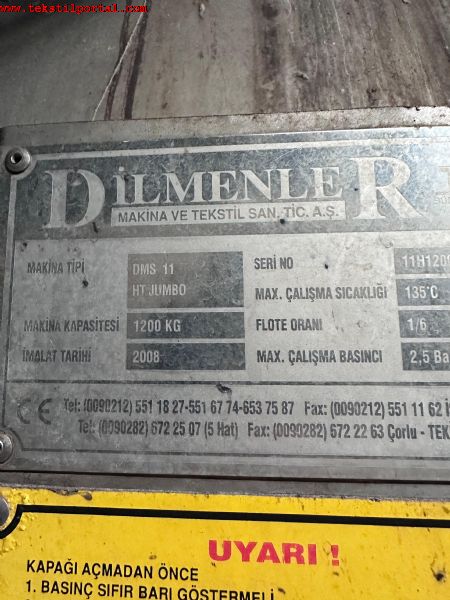 www.tekstilportal.com
DİLMENLER
MAKİNA VE TEKSTİL SAN. TİC. A.Ş.
MAKİNA TİPİ DMS 11 SERİ NO
HT JUMBO MAX. ÇALIŞMA SICAKLIĞI 135°C
MAKİNA KAPASİTESİ 1200 KG FLOTE ORANI 1/6
İMALAT TARİHİ 2008 MAX. ÇALIŞMA BASINCI 2,5 Ba
CE Tel: (0090212) 551 18 27-551 67 74-653 75 87 Fax: (0090212) 551 11 62 İ
Tel: (0090282) 672 25 07 (5 Hat) Fax: (0090282) 672 22 63 Çorlu - TEK
UYARI !
KAPAĞI AÇMADAN ÖNCE
1. BASINÇ SIFIR BARI GÖSTERMELİ